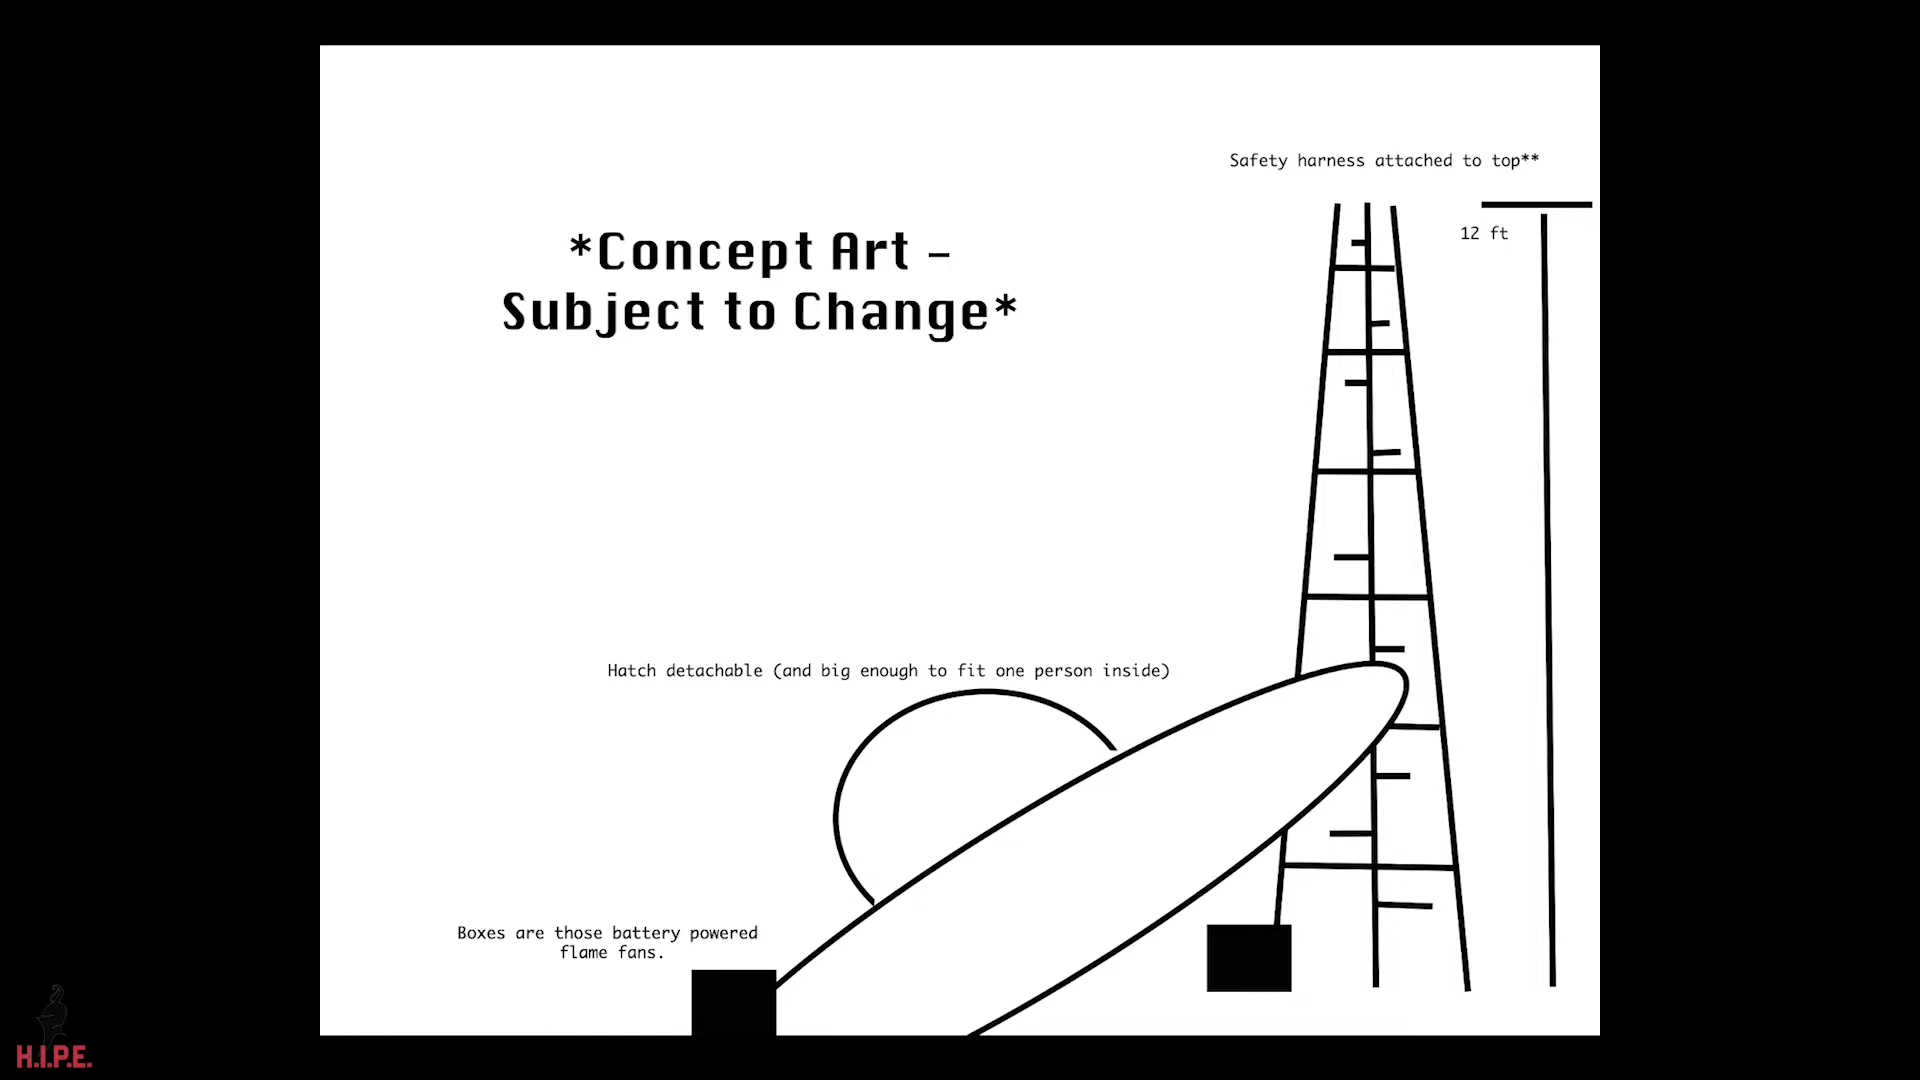 Safety harness attached to top**
12 ft
*Concept Art –
Subject to Change*
Hatch detachable (and big enough to fit one person inside)
Boxes are those battery powered
flame fans.
H.I.P.E.